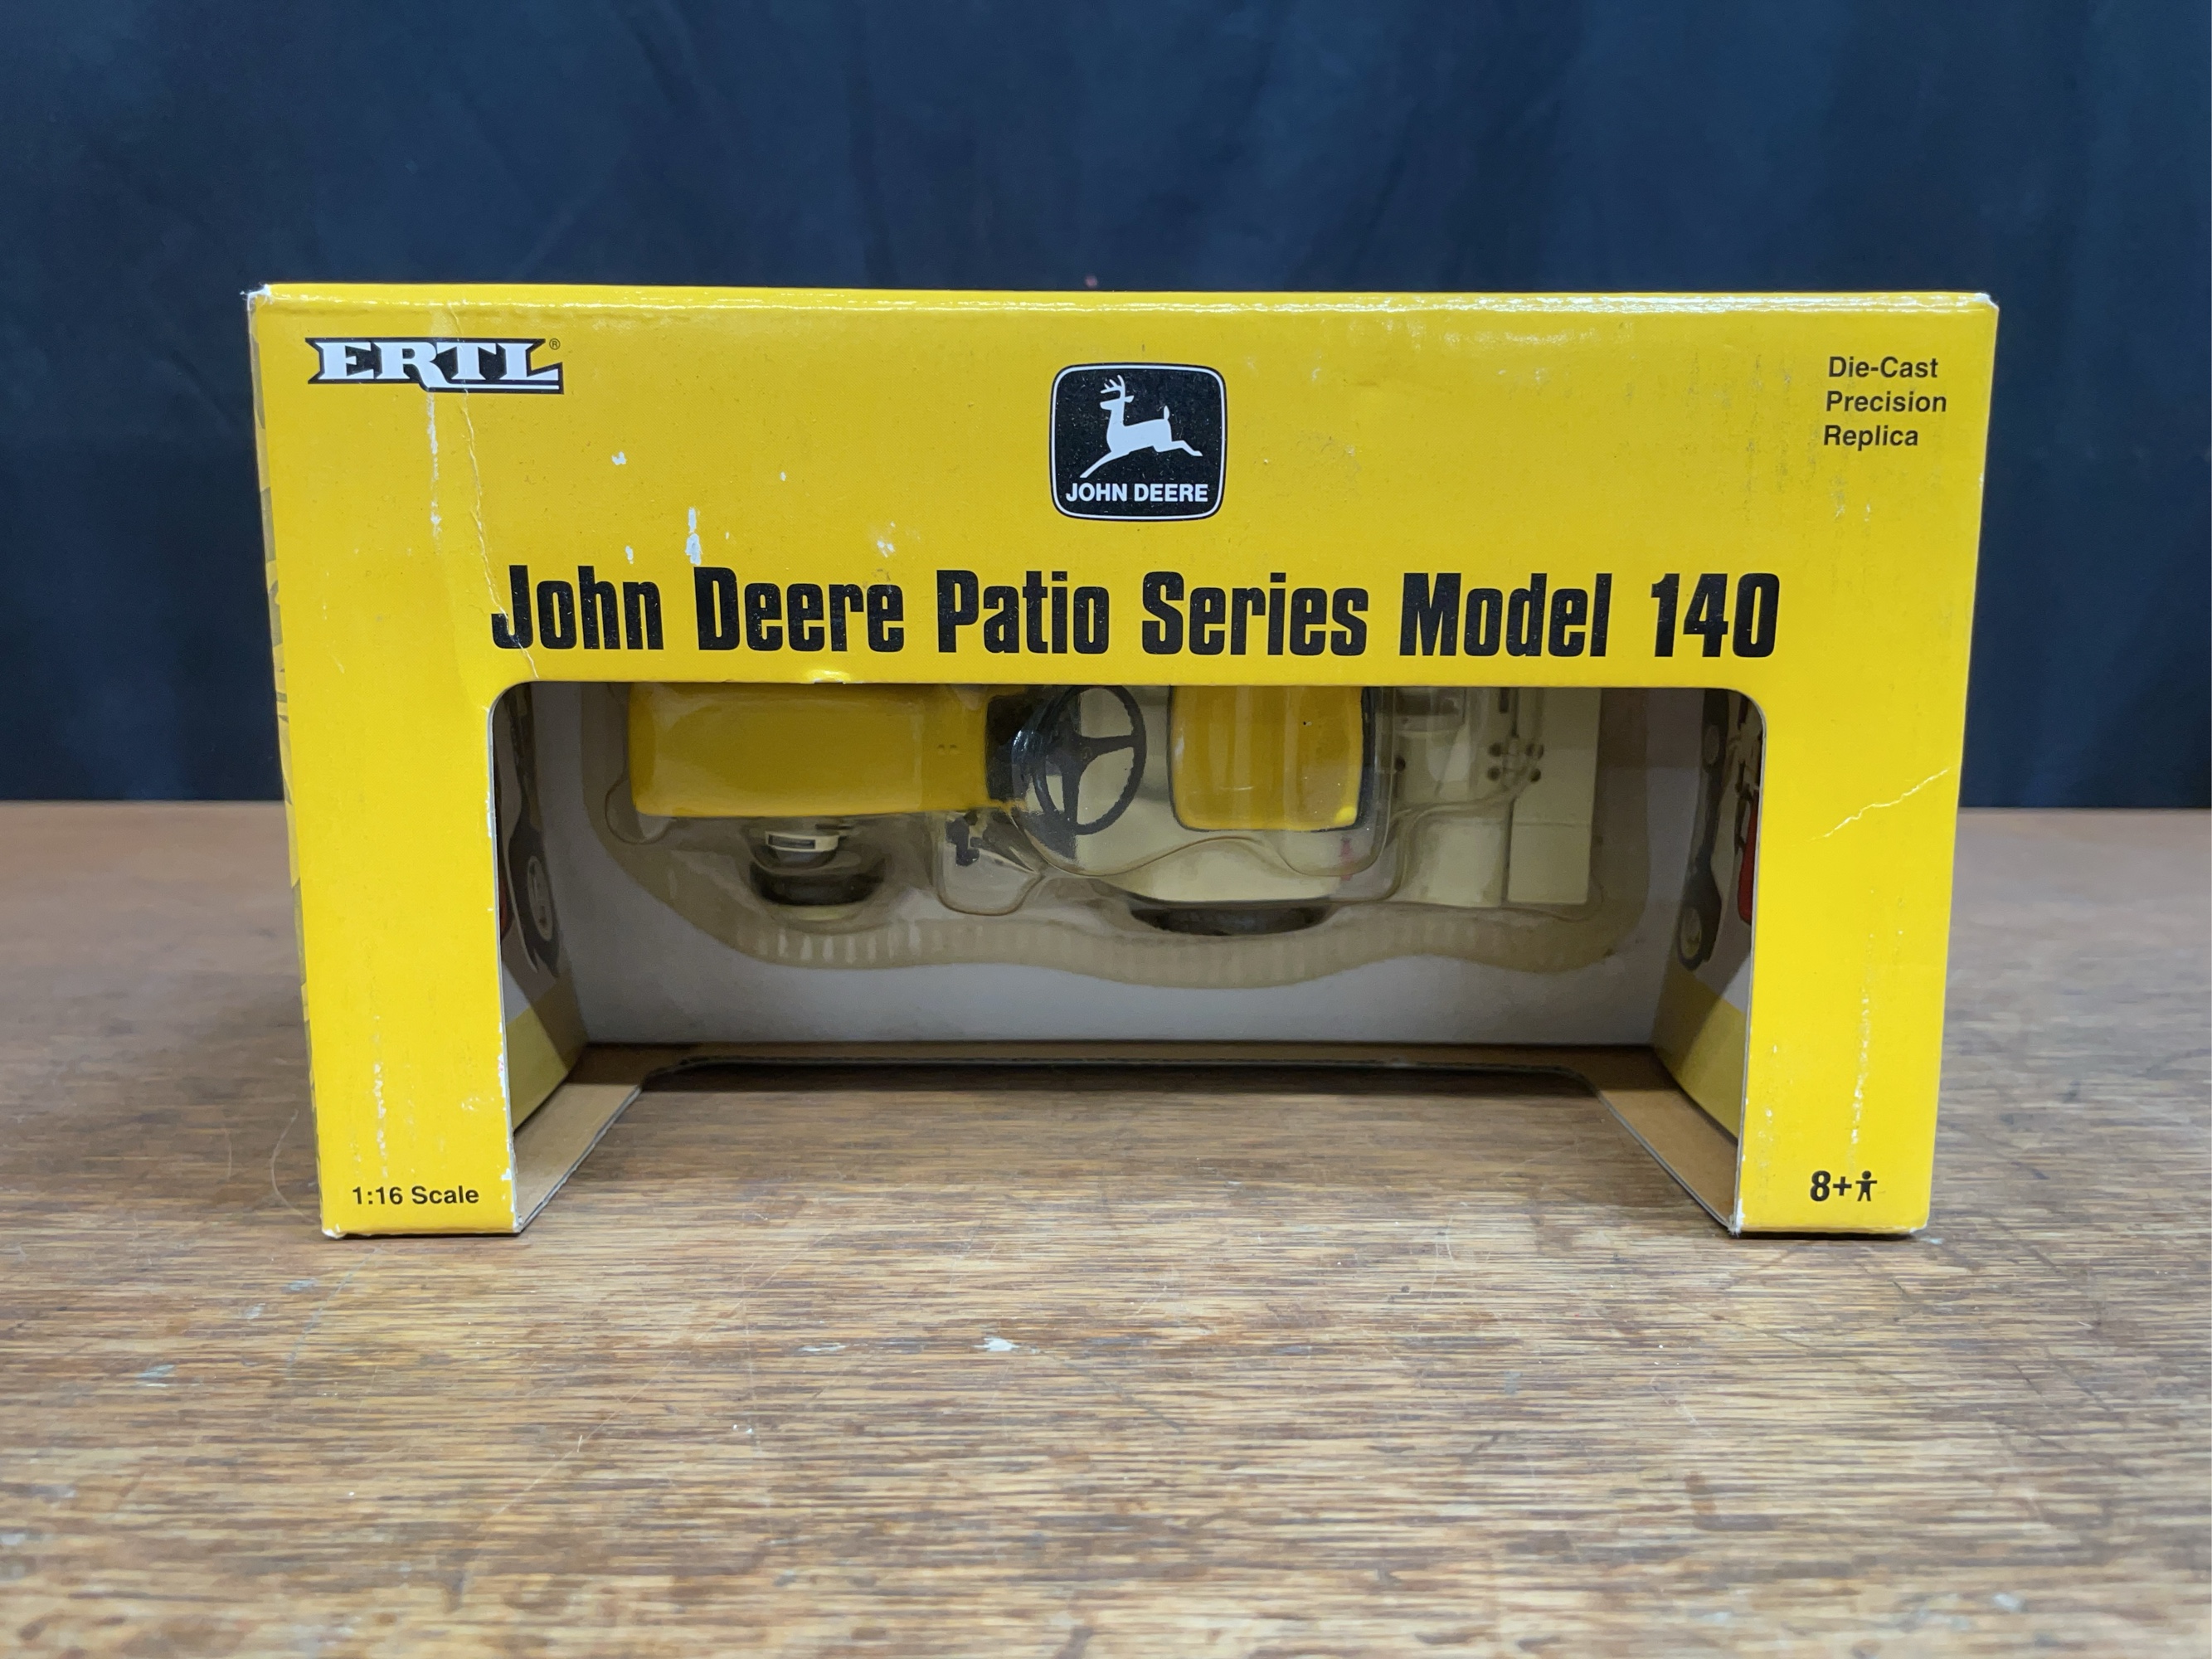 ERTL®
JOHN DEERE
Die-Cast
Precision
Replica
John Deere Patio Series Model 140
1:16 Scale
8+